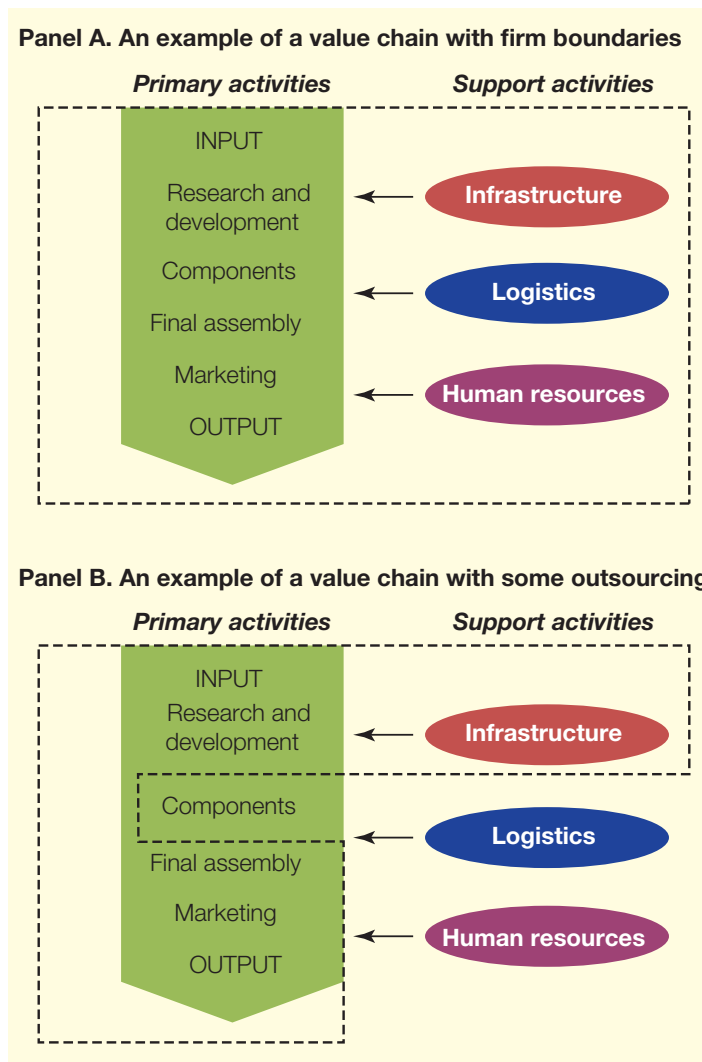 Panel A. An example of a value chain with firm boundaries
Primary activities
Support activities
INPUT
Research and
development
Components
Final assembly
Marketing
OUTPUT
Infrastructure
Logistics
Human resources
Panel B. An example of a value chain with some outsourcing
Primary activities
Support activities
INPUT
Research and
development
Components
Final assembly
Marketing
OUTPUT
Infrastructure
Logistics
Human resources